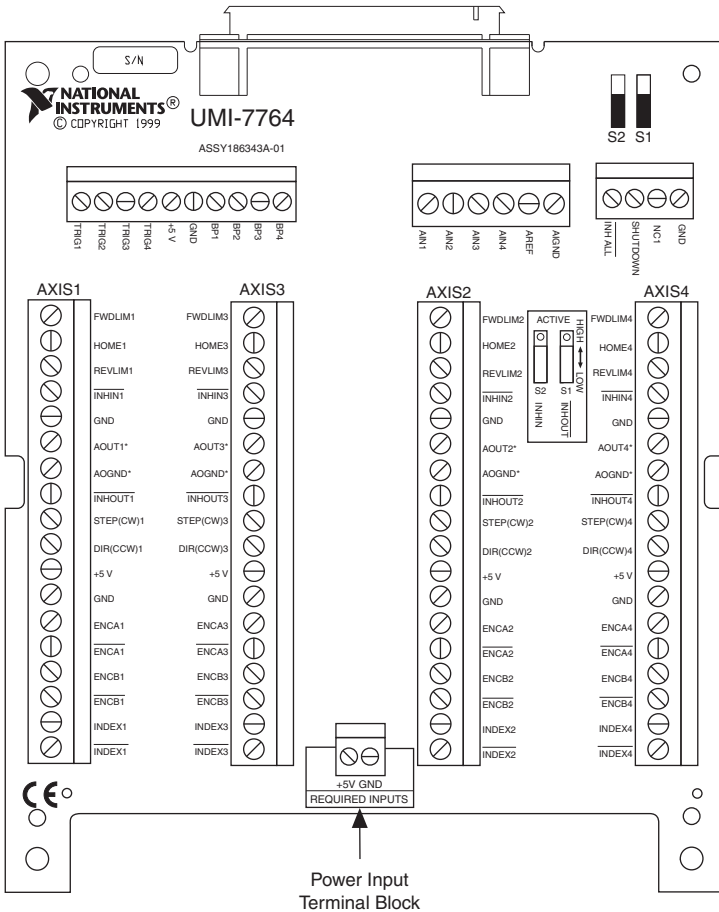 S/N
NATIONAL
INSTRUMENTS®
© COPYRIGHT 1999
UMI-7764
ASSY186343A-01
S2 S1
TRIG1 TRIG2 TRIG3 TRIG4 +5 V GND BP1 BP2 BP3 BP4
AIN1 AIN2 AIN3 AIN4 AREF AIGND
INH ALL SHUTDOWN NC1 GND
AXIS1
FWDLIM1
HOME1
REVLIM1
INHIN1
GND
AOUT1*
AOGND*
INHOUT1
STEP(CW)1
DIR(CCW)1
+5 V
GND
ENCA1
ENCA1
ENCB1
ENCB1
INDEX1
INDEX1
AXIS3
FWDLIM3
HOME3
REVLIM3
INHIN3
GND
AOUT3*
AOGND*
INHOUT3
STEP(CW)3
DIR(CCW)3
+5 V
GND
ENCA3
ENCA3
ENCB3
ENCB3
INDEX3
INDEX3
AXIS2
FWDLIM2
HOME2
REVLIM2
INHIN2
GND
AOUT2*
AOGND*
INHOUT2
STEP(CW)2
DIR(CCW)2
+5 V
GND
ENCA2
ENCA2
ENCB2
ENCB2
INDEX2
INDEX2
ACTIVE
HIGH
LOW
S2 S1
INHIN INHOUT
AXIS4
FWDLIM4
HOME4
REVLIM4
INHIN4
GND
AOUT4*
AOGND*
INHOUT4
STEP(CW)4
DIR(CCW)4
+5 V
GND
ENCA4
ENCA4
ENCB4
ENCB4
INDEX4
INDEX4
CE
+5V GND
REQUIRED INPUTS
Power Input
Terminal Block